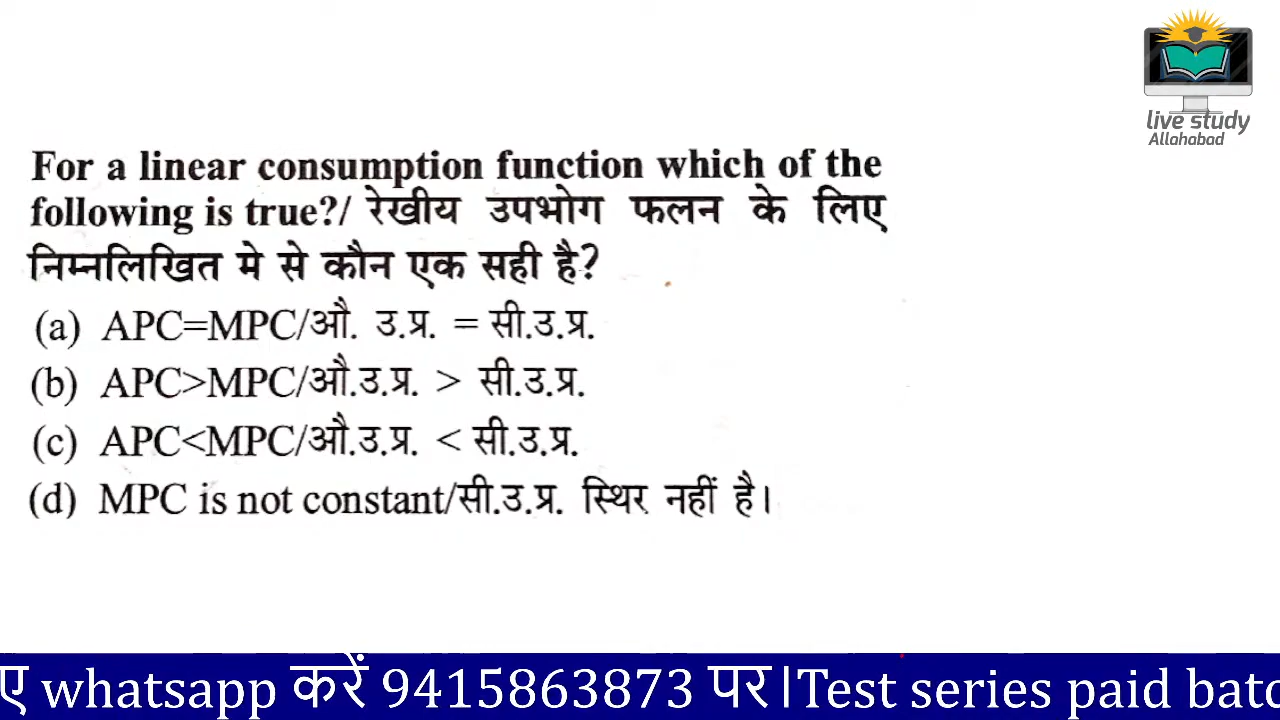 live study
Allahabad
For a linear consumption function which of the
following is true?/ रेखीय उपभोग फलन के लिए
निम्नलिखित मे से कौन एक सही है?
(a) APC=MPC/औ. उ.प्र. = सी.उ.प्र.
(b) APC>MPC/औ.उ.प्र. > सी.उ.प्र.
(c) APC<MPC/औ.उ.प्र. < सी.उ.प्र.
(d) MPC is not constant/सी.उ.प्र. स्थिर नहीं है।
ए whatsapp करें 9415863873 पर।Test series paid batc